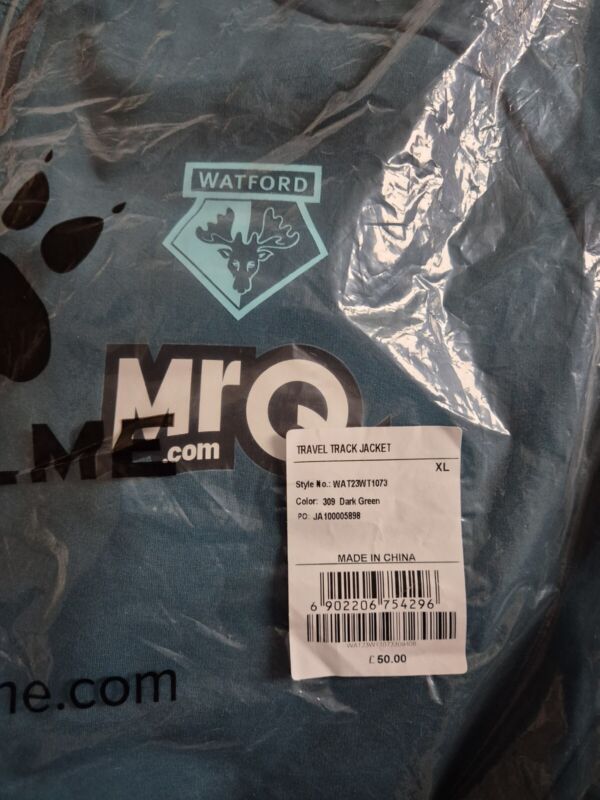 WATFORD
MrQ
.com
LME
TRAVEL TRACK JACKET
XL
Style No.: WAT23WT1073
Color: 309 Dark Green
PO: JA100005898
MADE IN CHINA
6 902206 754296
£ 50.00
ne.com